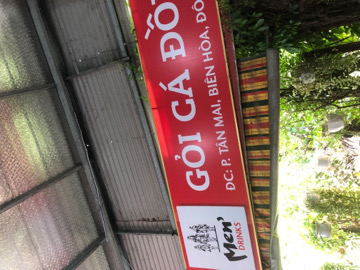 GỎI CÁ ĐỒ
ĐC: P. TÂN MAI, BIÊN HÒA, ĐỒ
Men'
DRINKS